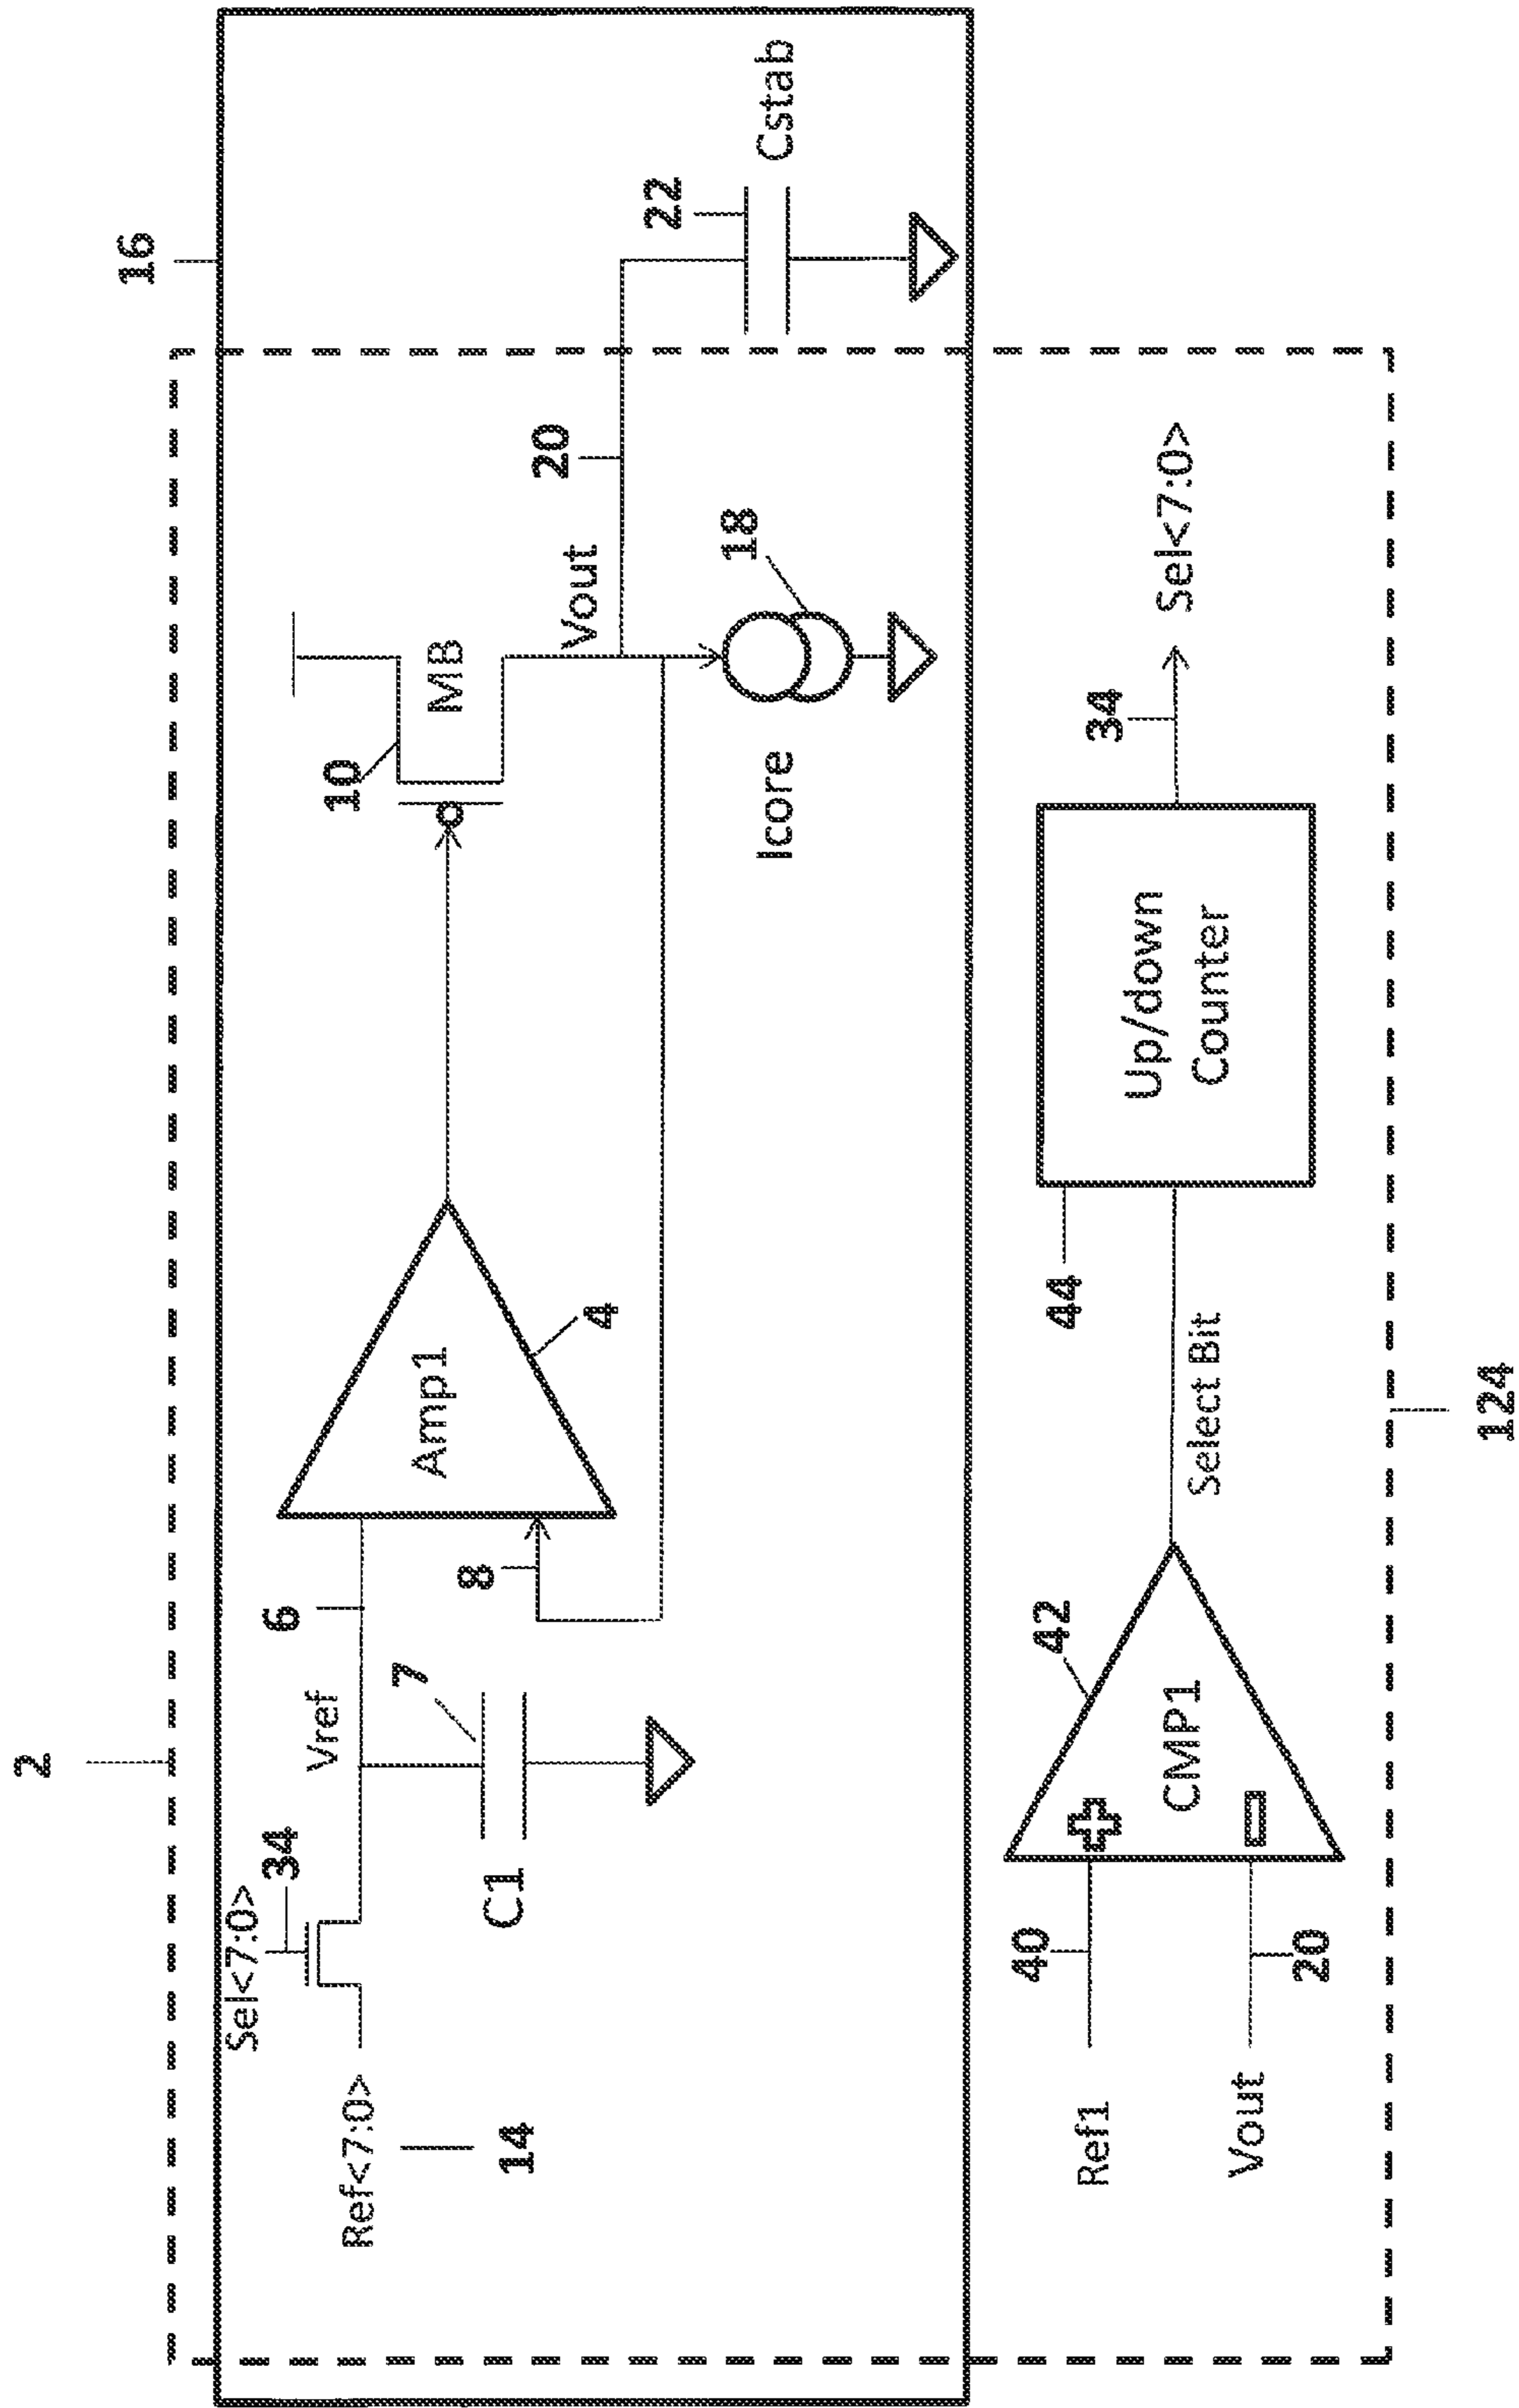 2
16
Sel<7:0>
34
Ref<7:0>
14
Vref
6
7
C1
8
Amp1
4
10
MB
Vout
20
Icore
18
22
Cstab
Ref1
40
Vout
20
CMP1
42
Select Bit
44
Up/down
Counter
34
Sel<7:0>
124